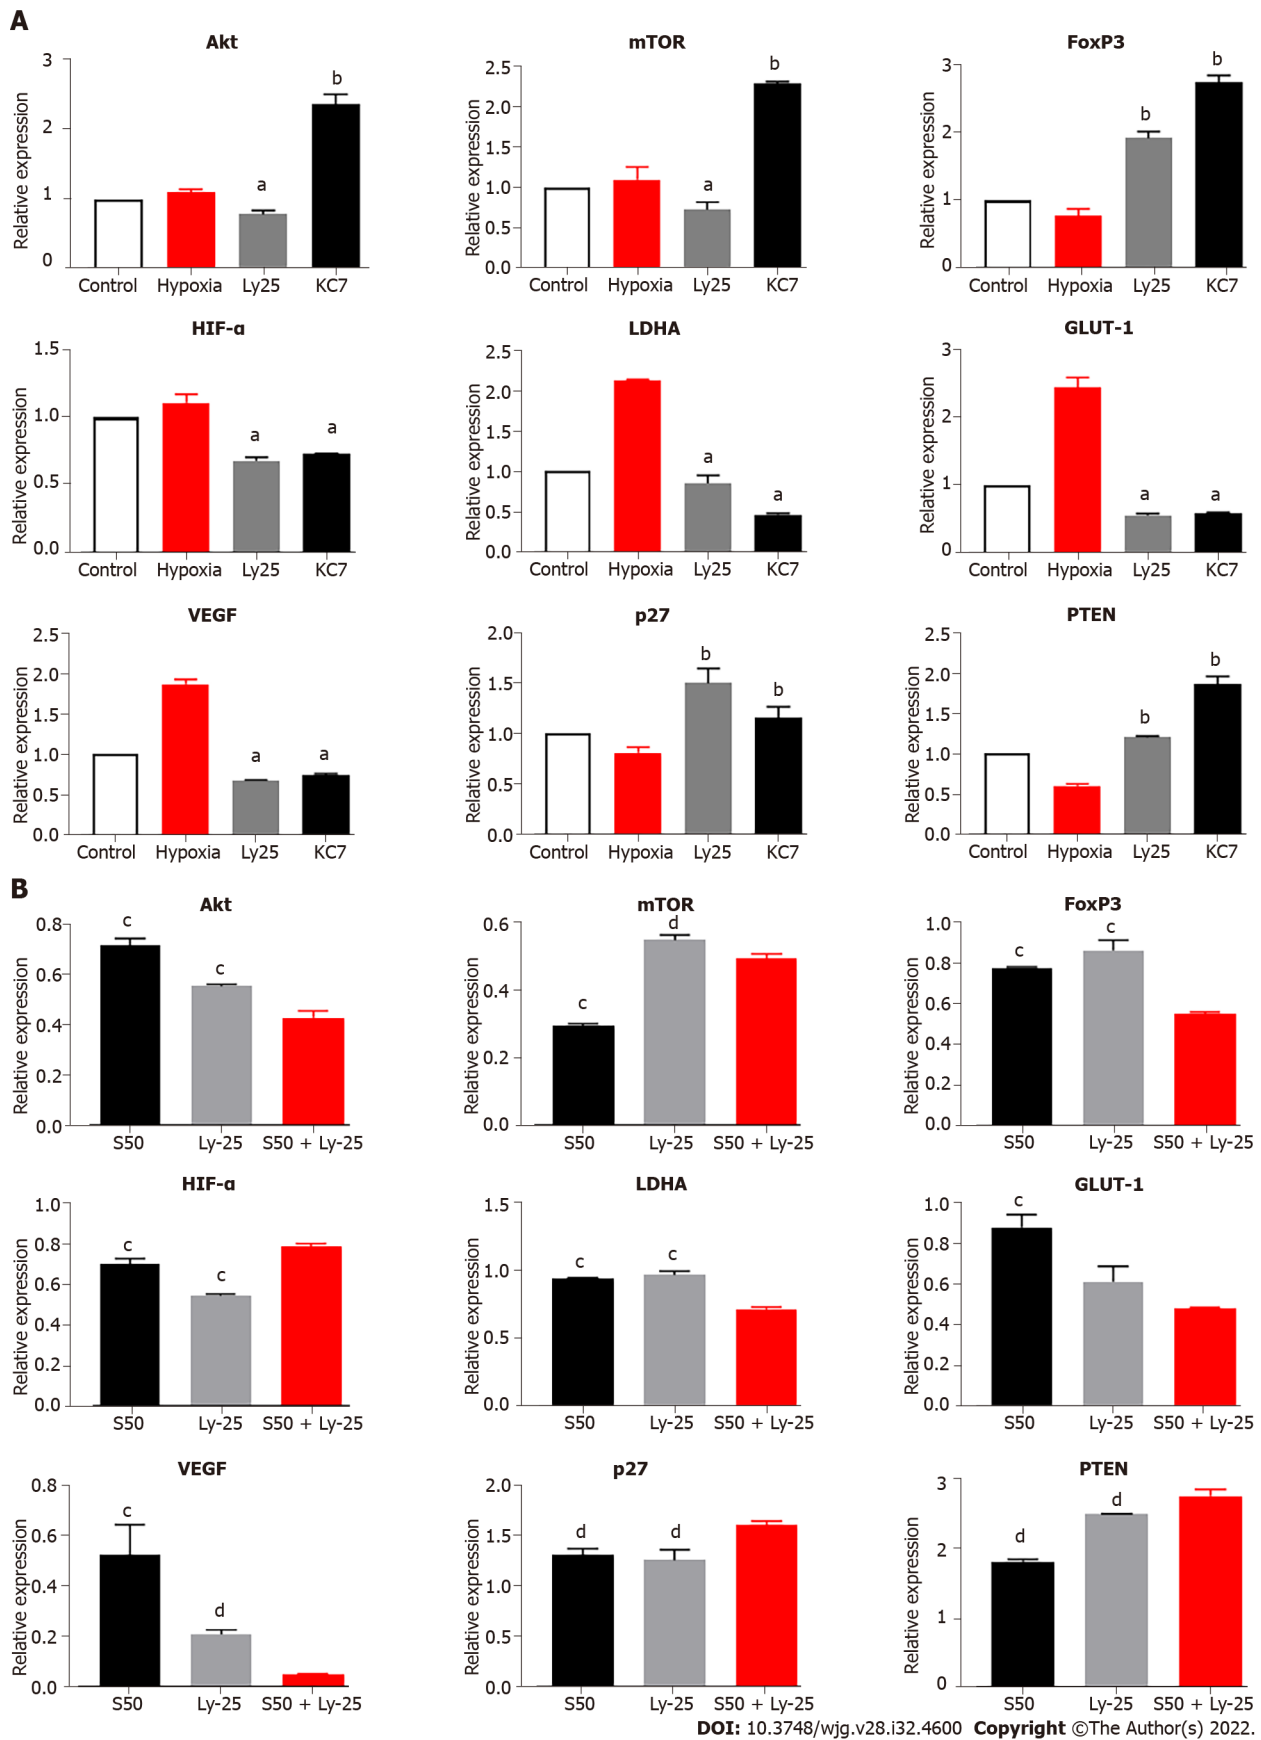 A
Akt
mTOR
FoxP3
Relative expression
3
2
1
0
a
b
Control
Hypoxia
Ly25
KC7
Relative expression
2.5
2.0
1.5
1.0
0.5
0.0
a
b
Control
Hypoxia
Ly25
KC7
Relative expression
3
2
1
0
b
b
Control
Hypoxia
Ly25
KC7
HIF-α
LDHA
GLUT-1
Relative expression
1.5
1.0
0.5
0.0
a
a
Control
Hypoxia
Ly25
KC7
Relative expression
2.5
2.0
1.5
1.0
0.5
0.0
a
a
Control
Hypoxia
Ly25
KC7
Relative expression
3
2
1
0
a
a
Control
Hypoxia
Ly25
KC7
VEGF
p27
PTEN
Relative expression
2.5
2.0
1.5
1.0
0.5
0.0
a
a
Control
Hypoxia
Ly25
KC7
Relative expression
2.0
1.5
1.0
0.5
0.0
b
b
Control
Hypoxia
Ly25
KC7
Relative expression
2.5
2.0
1.5
1.0
0.5
0.0
b
b
Control
Hypoxia
Ly25
KC7
B
Akt
mTOR
FoxP3
Relative expression
0.8
0.6
0.4
0.2
0.0
c
c
S50
Ly-25
S50 + Ly-25
Relative expression
0.6
0.4
0.2
0.0
c
d
S50
Ly-25
S50 + Ly-25
Relative expression
1.0
0.8
0.6
0.4
0.2
0.0
c
c
S50
Ly-25
S50 + Ly-25
HIF-α
LDHA
GLUT-1
Relative expression
1.0
0.8
0.6
0.4
0.2
0.0
c
c
S50
Ly-25
S50 + Ly-25
Relative expression
1.5
1.0
0.5
0.0
c
c
S50
Ly-25
S50 + Ly-25
Relative expression
1.0
0.8
0.6
0.4
0.2
0.0
c
S50
Ly-25
S50 + Ly-25
VEGF
p27
PTEN
Relative expression
0.8
0.6
0.4
0.2
0.0
c
d
S50
Ly-25
S50 + Ly-25
Relative expression
2.0
1.5
1.0
0.5
0.0
d
d
S50
Ly-25
S50 + Ly-25
Relative expression
3
2
1
0
d
d
S50
Ly-25
S50 + Ly-25
DOI: 10.3748/wjg.v28.i32.4600 Copyright ©The Author(s) 2022.